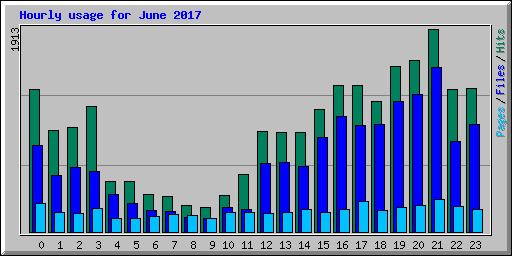 Hourly usage for June 2017
1913
Pages / Files / Hits
0 1 2 3 4 5 6 7 8 9 10 11 12 13 14 15 16 17 18 19 20 21 22 23